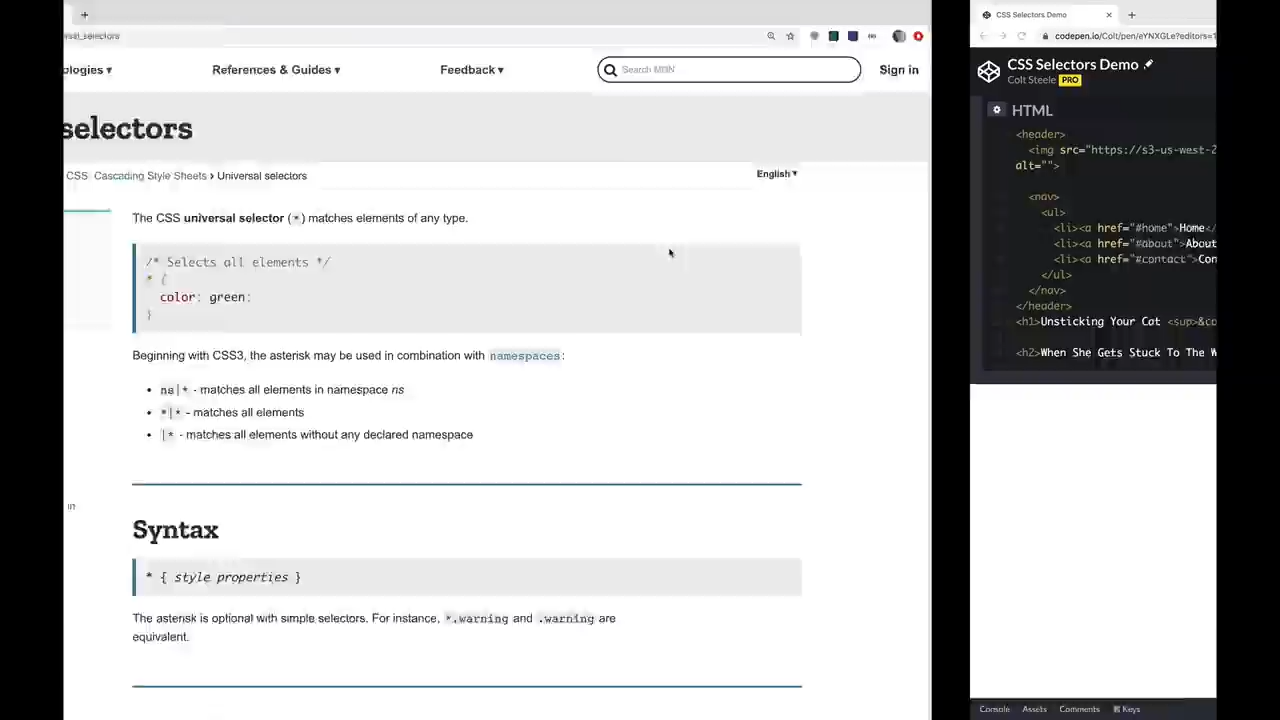 ersal_selectors
ologies ▾
References & Guides ▾
Feedback ▾
Search MDN
Sign in
selectors
CSS: Cascading Style Sheets › Universal selectors
English ▾
The CSS universal selector (*) matches elements of any type.
/* Selects all elements */
* {
color: green;
}
Beginning with CSS3, the asterisk may be used in combination with namespaces:
• ns|* - matches all elements in namespace ns
• *|* - matches all elements
• |* - matches all elements without any declared namespace
in
Syntax
* { style properties }
The asterisk is optional with simple selectors. For instance, *.warning and .warning are
equivalent.
CSS Selectors Demo
codepen.io/Colt/pen/eYNXGLe?editors=1
CSS Selectors Demo
Colt Steele PRO
HTML
<header>
<img src="https://s3-us-west-2
alt="">
<nav>
<ul>
<li><a href="#home">Home</
<li><a href="#about">About
<li><a href="#contact">Con
</ul>
</nav>
</header>
<h1>Unsticking Your Cat <sup>&co
<h2>When She Gets Stuck To The W
Console
Assets
Comments
⌘ Keys